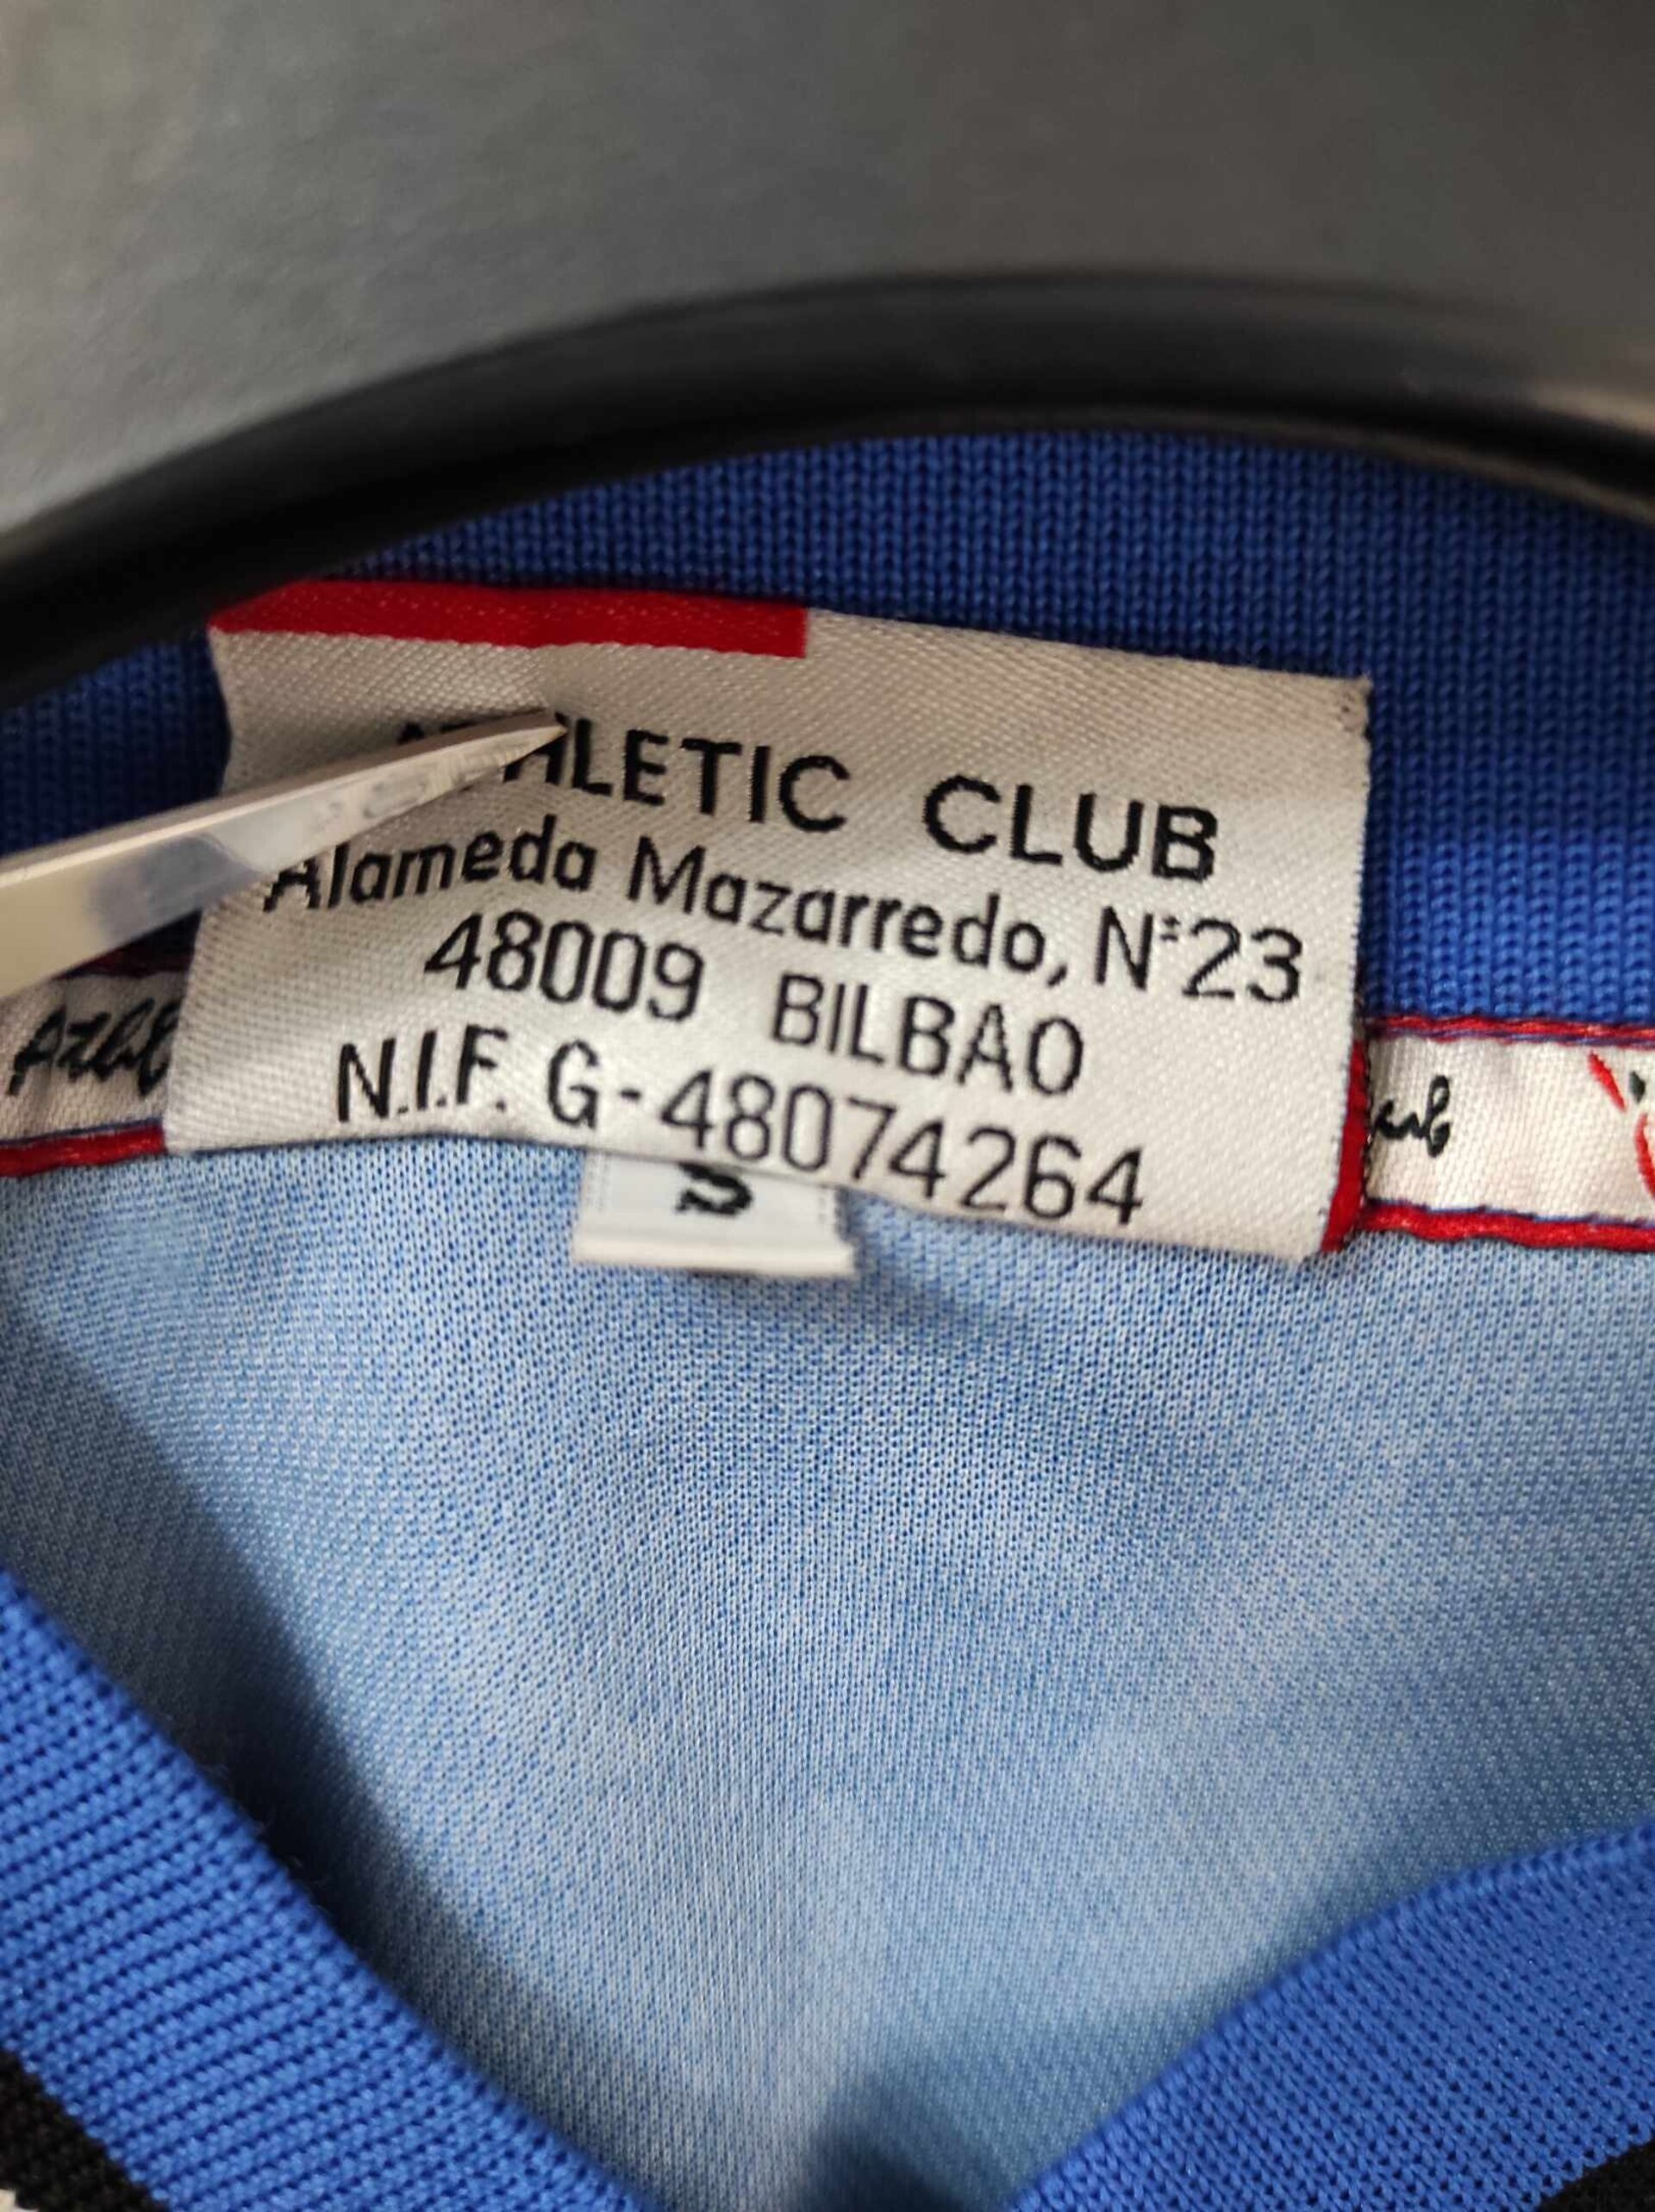 ATHLETIC CLUB
Alameda Mazarredo, Nº23
48009 BILBAO
N.I.F. G-48074264